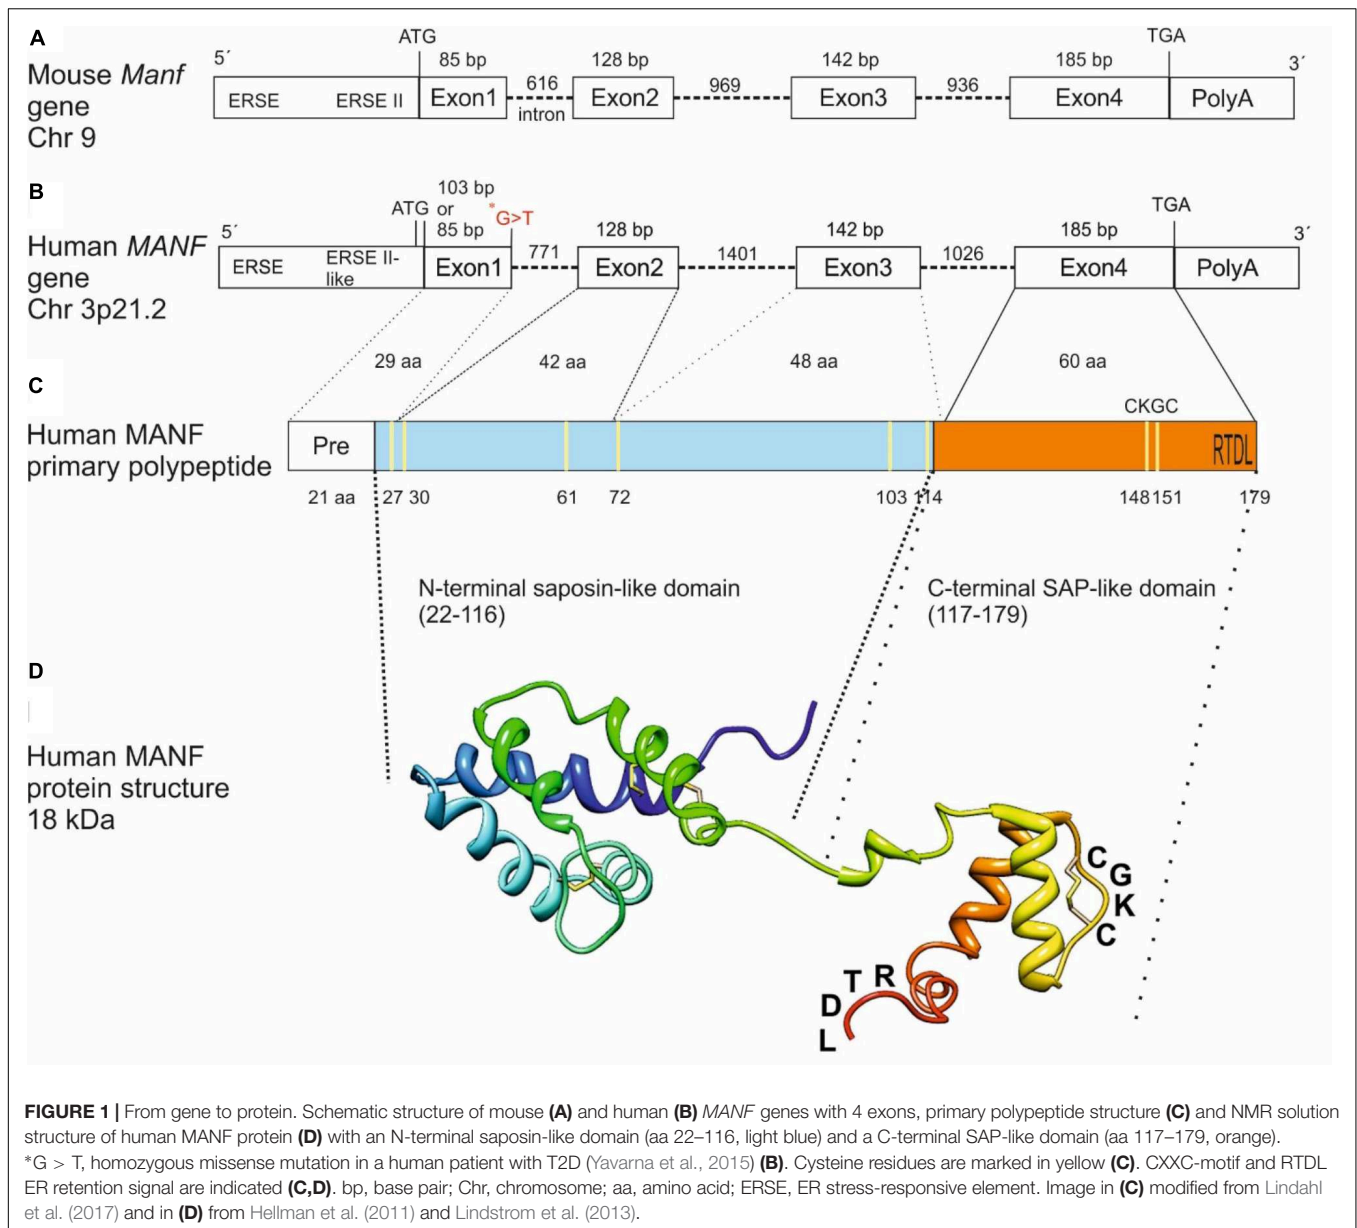 A
Mouse Manf
gene
Chr 9
5´
ATG
85 bp
616
intron
128 bp
969
142 bp
936
185 bp
TGA
3´
ERSE
ERSE II
Exon1
Exon2
Exon3
Exon4
PolyA
B
Human MANF
gene
Chr 3p21.2
5´
ATG
103 bp
or
85 bp
*G>T
771
128 bp
1401
142 bp
1026
185 bp
TGA
3´
ERSE
ERSE II-
like
Exon1
Exon2
Exon3
Exon4
PolyA
29 aa
42 aa
48 aa
60 aa
C
Human MANF
primary polypeptide
CKGC
Pre
RTDL
21 aa
27 30
61
72
103 114
148 151
179
N-terminal saposin-like domain
(22-116)
C-terminal SAP-like domain
(117-179)
D
Human MANF
protein structure
18 kDa
C
G
K
C
R
T
D
L
FIGURE 1 | From gene to protein. Schematic structure of mouse (A) and human (B) MANF genes with 4 exons, primary polypeptide structure (C) and NMR solution
structure of human MANF protein (D) with an N-terminal saposin-like domain (aa 22–116, light blue) and a C-terminal SAP-like domain (aa 117–179, orange).
*G > T, homozygous missense mutation in a human patient with T2D (Yavarna et al., 2015) (B). Cysteine residues are marked in yellow (C). CXXC-motif and RTDL
ER retention signal are indicated (C,D). bp, base pair; Chr, chromosome; aa, amino acid; ERSE, ER stress-responsive element. Image in (C) modified from Lindahl
et al. (2017) and in (D) from Hellman et al. (2011) and Lindstrom et al. (2013).